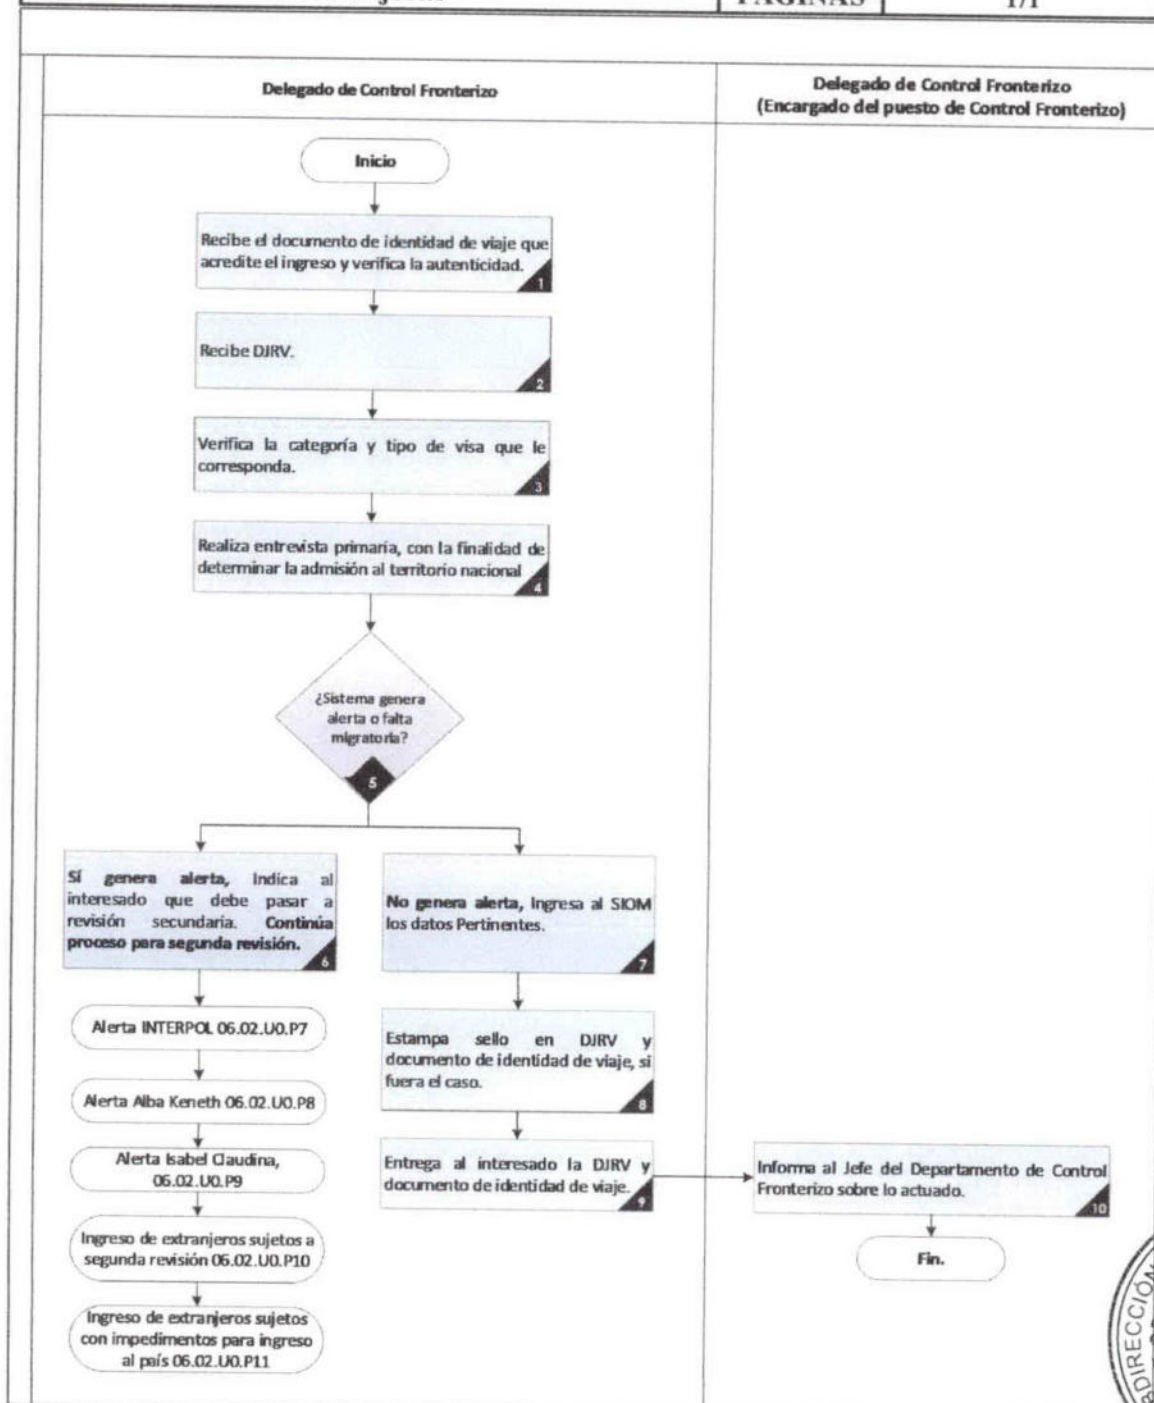 PÁGINAS
1/1
Delegado de Control Fronterizo
Delegado de Control Fronterizo
(Encargado del puesto de Control Fronterizo)
Inicio
Recibe el documento de identidad de viaje que
acredite el ingreso y verifica la autenticidad.
1
Recibe DJRV.
2
Verifica la categoría y tipo de visa que le
corresponda.
3
Realiza entrevista primaria, con la finalidad de
determinar la admisión al territorio nacional
4
¿Sistema genera
alerta o falta
migratoria?
5
Sí genera alerta, Indica al
interesado que debe pasar a
revisión secundaria. Continúa
proceso para segunda revisión.
6
Alerta INTERPOL 06.02.U0.P7
Alerta Alba Keneth 06.02.U0.P8
Alerta Isabel Claudina,
06.02.U0.P9
Ingreso de extranjeros sujetos a
segunda revisión 06.02.U0.P10
Ingreso de extranjeros sujetos
con impedimentos para ingreso
al país 06.02.U0.P11
No genera alerta, Ingresa al SIOM
los datos Pertinentes.
7
Estampa sello en DJRV y
documento de identidad de viaje, si
fuera el caso.
8
Entrega al interesado la DJRV y
documento de identidad de viaje.
9
Informa al Jefe del Departamento de Control
Fronterizo sobre lo actuado.
10
Fin.
DIRECCIÓN